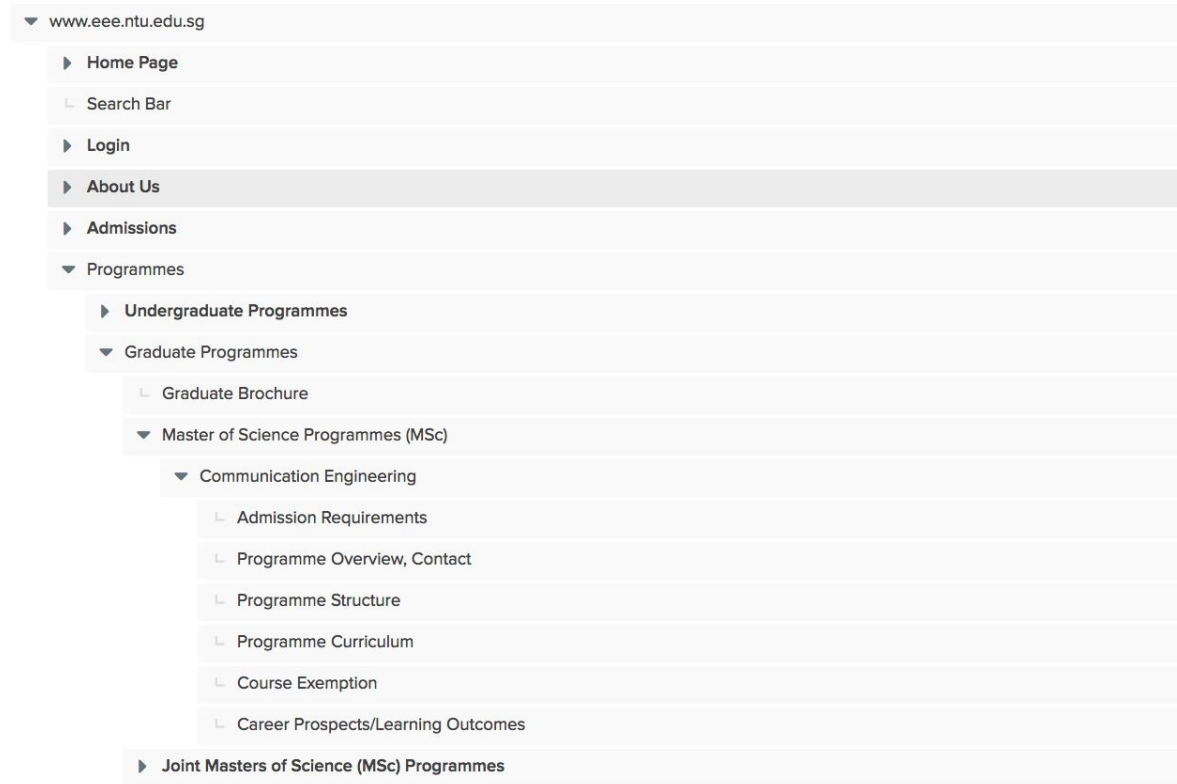 www.eee.ntu.edu.sg
Home Page
Search Bar
Login
About Us
Admissions
Programmes
Undergraduate Programmes
Graduate Programmes
Graduate Brochure
Master of Science Programmes (MSc)
Communication Engineering
Admission Requirements
Programme Overview, Contact
Programme Structure
Programme Curriculum
Course Exemption
Career Prospects/Learning Outcomes
Joint Masters of Science (MSc) Programmes